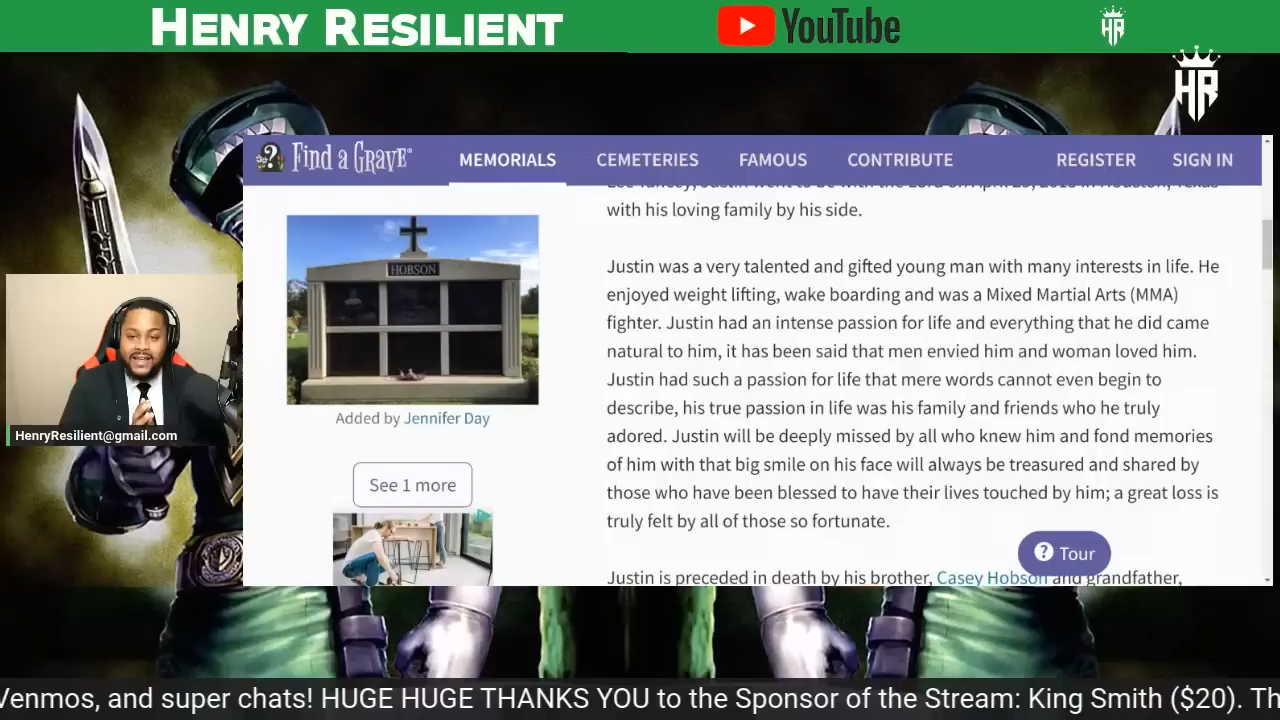 HENRY RESILIENT
YouTube
HR
HR
Find a Grave®
MEMORIALS
CEMETERIES
FAMOUS
CONTRIBUTE
REGISTER
SIGN IN
with his loving family by his side.
HOBSON
Added by Jennifer Day
See 1 more
Justin was a very talented and gifted young man with many interests in life. He
enjoyed weight lifting, wake boarding and was a Mixed Martial Arts (MMA)
fighter. Justin had an intense passion for life and everything that he did came
natural to him, it has been said that men envied him and woman loved him.
Justin had such a passion for life that mere words cannot even begin to
describe, his true passion in life was his family and friends who he truly
adored. Justin will be deeply missed by all who knew him and fond memories
of him with that big smile on his face will always be treasured and shared by
those who have been blessed to have their lives touched by him; a great loss is
truly felt by all of those so fortunate.
? Tour
Justin is preceded in death by his brother, Casey Hobson and grandfather,
HenryResilient@gmail.com
Venmos, and super chats! HUGE HUGE THANKS YOU to the Sponsor of the Stream: King Smith ($20). Th